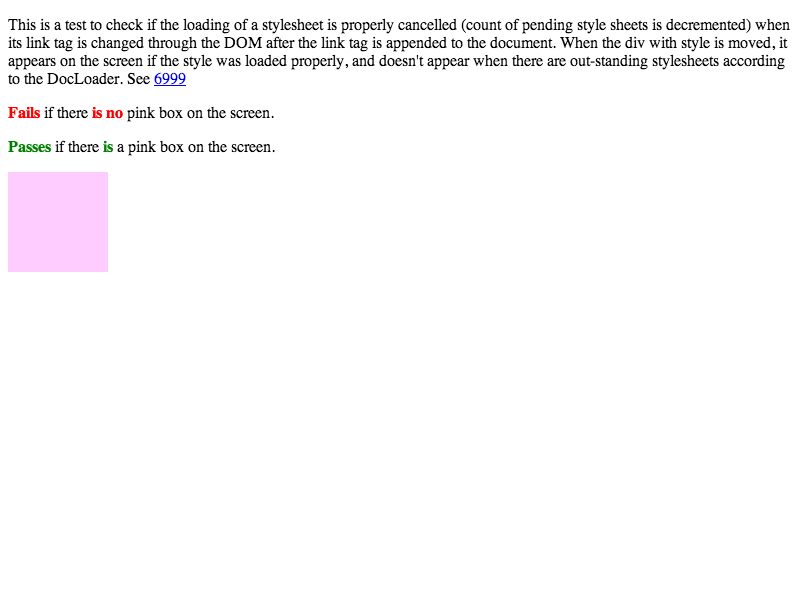 This is a test to check if the loading of a stylesheet is properly cancelled (count of pending style sheets is decremented) when
its link tag is changed through the DOM after the link tag is appended to the document. When the div with style is moved, it
appears on the screen if the style was loaded properly, and doesn't appear when there are out-standing stylesheets according
to the DocLoader. See 6999
Fails if there is no pink box on the screen.
Passes if there is a pink box on the screen.